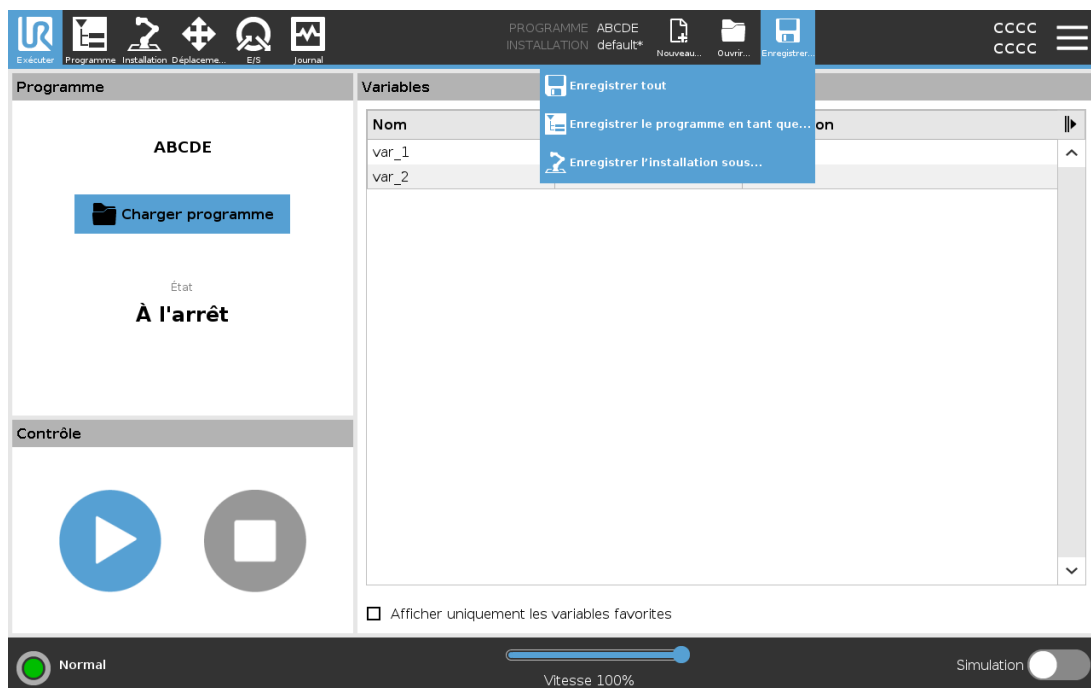 UR
Exécuter
Programme
Installation
Déplaceme...
E/S
Journal
PROGRAMME ABCDE
INSTALLATION default*
Nouveau...
Ouvrir...
Enregistrer...
CCCC
CCCC
Programme
Variables
Enregistrer tout
Enregistrer le programme en tant que...
Enregistrer l'installation sous...
Nom
on
var_1
var_2
ABCDE
Charger programme
État
À l'arrêt
Contrôle
Afficher uniquement les variables favorites
Normal
Vitesse 100%
Simulation